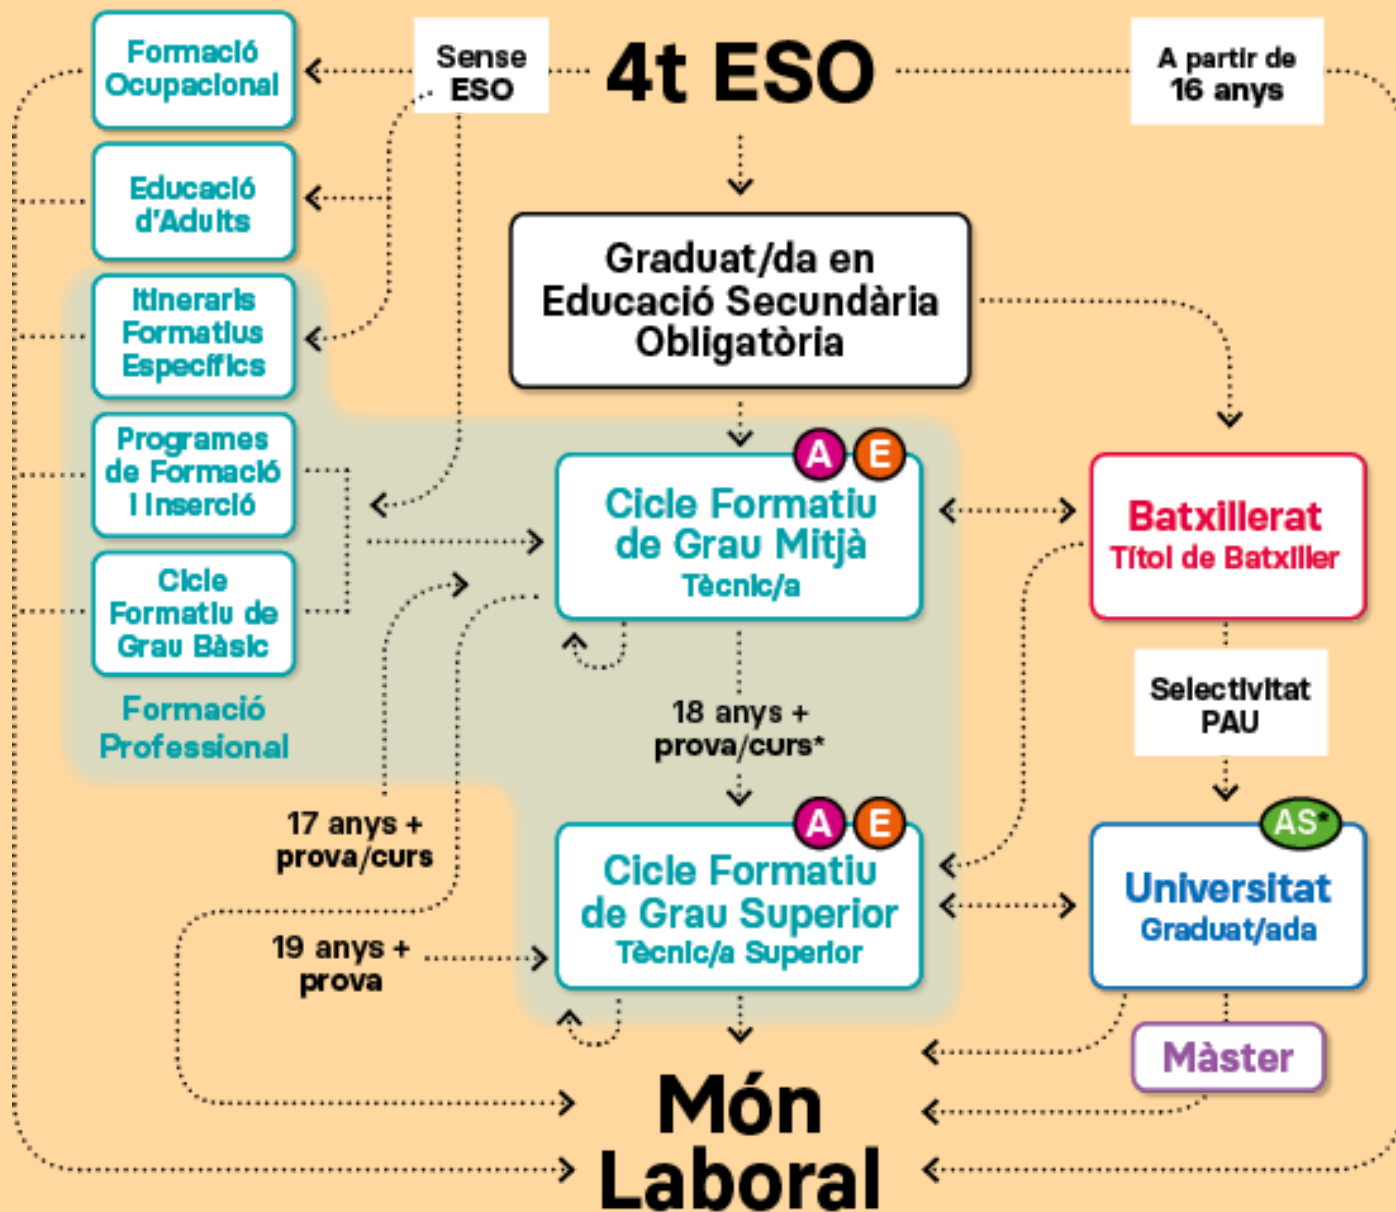 4t ESO
Sense
ESO
A partir de
16 anys
Formació
Ocupacional
Educació
d'Adults
Itineraris
Formatius
Específics
Programes
de Formació
i Inserció
Cicle
Formatiu de
Grau Bàsic
Formació
Professional
Graduat/da en
Educació Secundària
Obligatòria
A E
Cicle Formatiu
de Grau Mitjà
Tècnic/a
Batxillerat
Títol de Batxiller
18 anys +
prova/curs*
Selectivitat
PAU
17 anys +
prova/curs
19 anys +
prova
A E
Cicle Formatiu
de Grau Superior
Tècnic/a Superior
AS*
Universitat
Graduat/ada
Màster
Món
Laboral